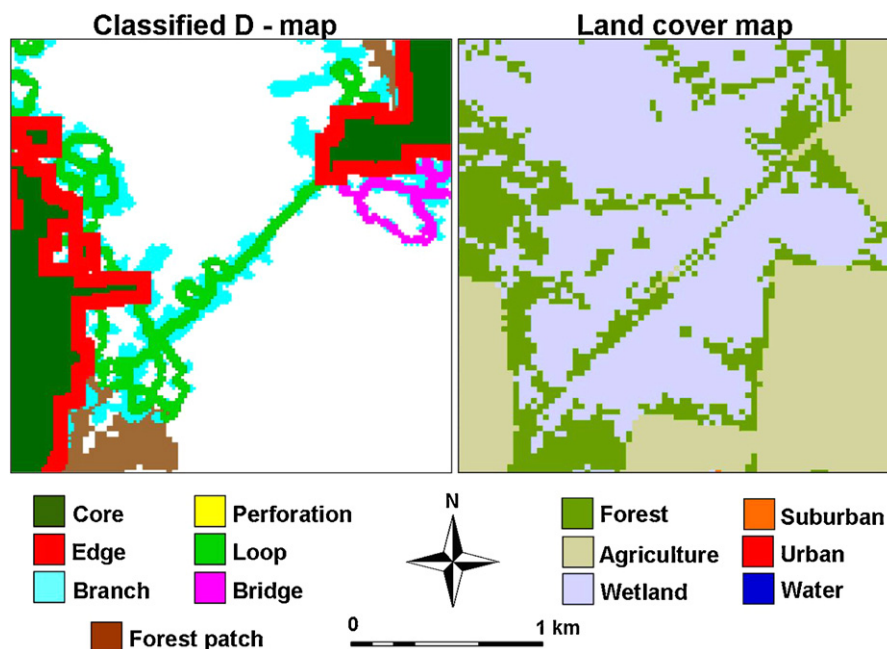 Classified D - map
Land cover map
Core
Perforation
Edge
Loop
Branch
Bridge
Forest patch
N
0
1 km
Forest
Suburban
Agriculture
Urban
Wetland
Water